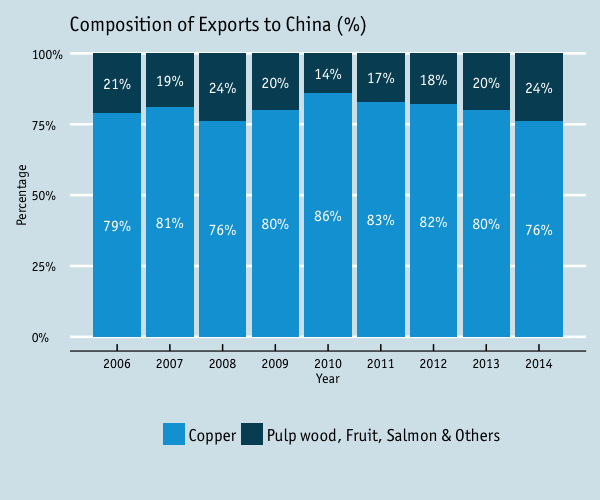 Composition of Exports to China (%)
100%
75%
50%
25%
0%
Percentage
21% 19% 24% 20% 14% 17% 18% 20% 24%
79% 81% 76% 80% 86% 83% 82% 80% 76%
2006 2007 2008 2009 2010 2011 2012 2013 2014
Year
Copper Pulp wood, Fruit, Salmon & Others